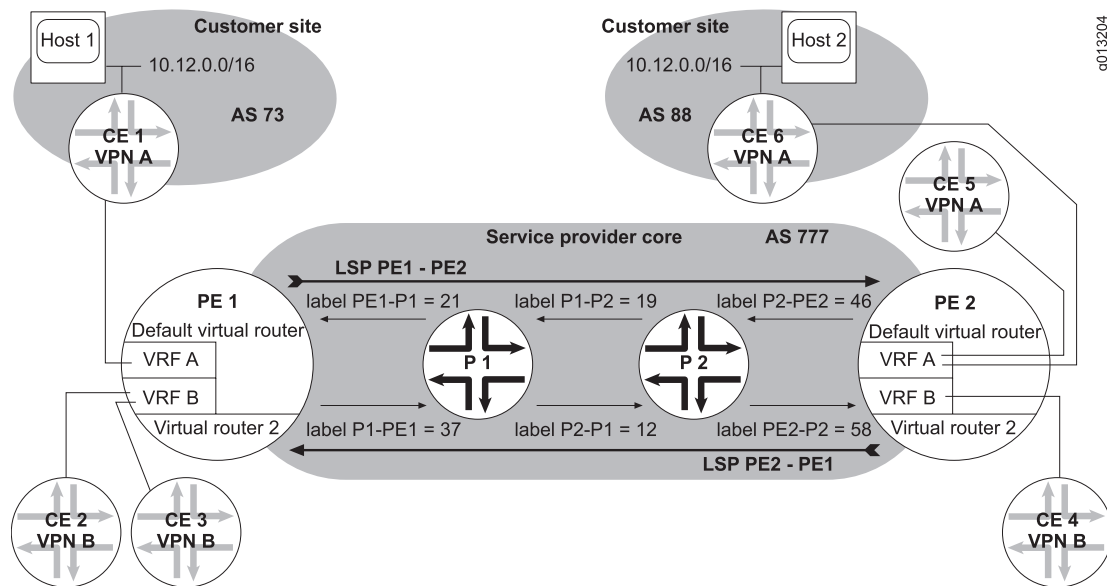 Host 1
Customer site
10.12.0.0/16
AS 73
CE 1
VPN A
Customer site
Host 2
10.12.0.0/16
AS 88
CE 6
VPN A
g013204
CE 5
VPN A
Service provider core
AS 777
LSP PE1 - PE2
label PE1-P1 = 21
label P1-P2 = 19
label P2-PE2 = 46
PE 1
Default virtual router
VRF A
VRF B
Virtual router 2
P 1
P 2
PE 2
Default virtual router
VRF A
VRF B
Virtual router 2
label P1-PE1 = 37
label P2-P1 = 12
label PE2-P2 = 58
LSP PE2 - PE1
CE 2
VPN B
CE 3
VPN B
CE 4
VPN B